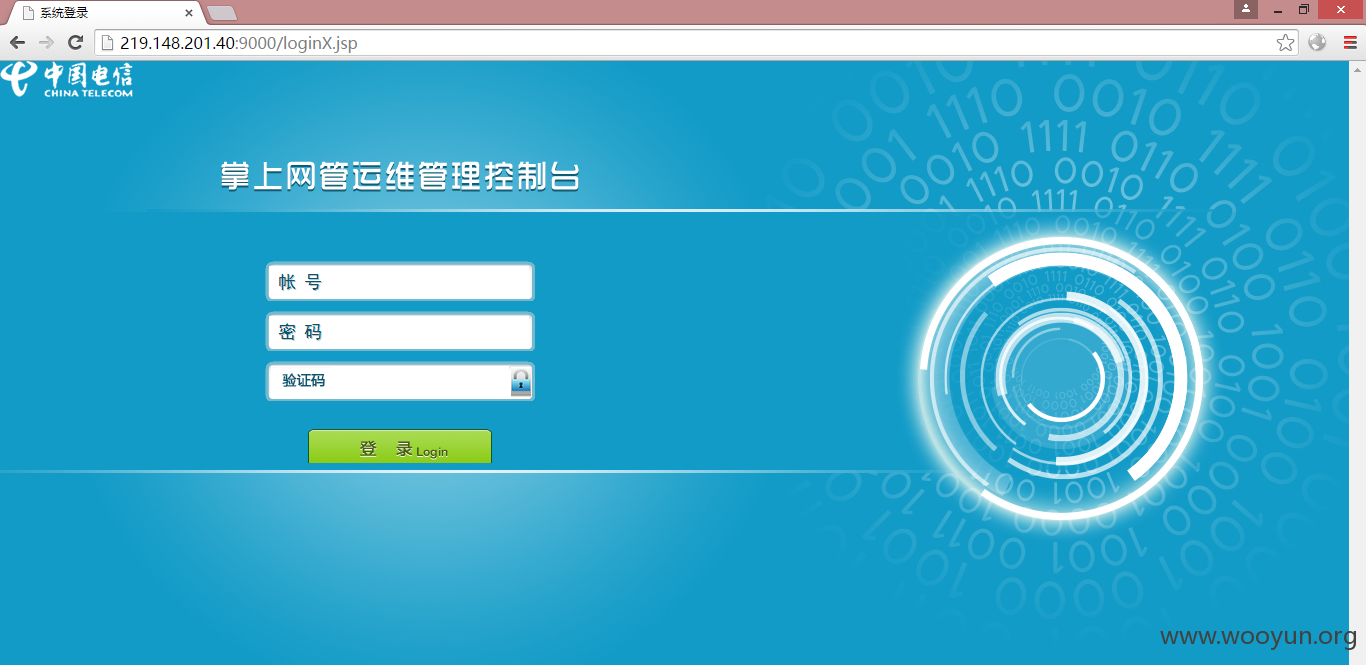 系统登录
219.148.201.40:9000/loginX.jsp
中国电信
CHINA TELECOM
掌上网管运维管理控制台
帐 号
密 码
验证码
登 录 Login
www.wooyun.org